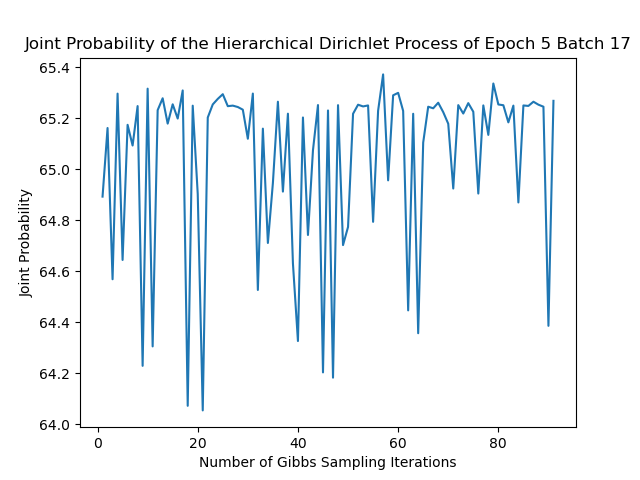 Joint Probability of the Hierarchical Dirichlet Process of Epoch 5 Batch 17
65.4
65.2
65.0
64.8
64.6
64.4
64.2
64.0
Joint Probability
0 20 40 60 80
Number of Gibbs Sampling Iterations